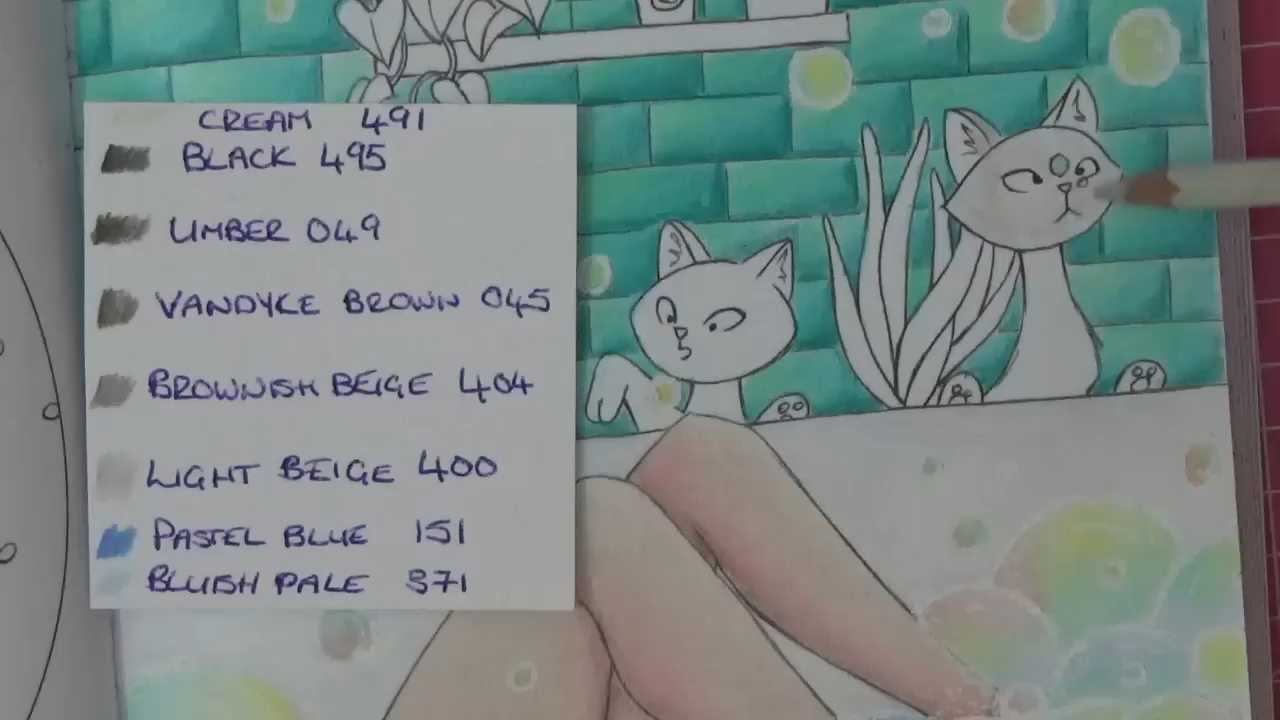 CREAM 491
BLACK 495
UMBER 049
VANDYKE BROWN 045
BROWNISH BEIGE 404
LIGHT BEIGE 400
PASTEL BLUE 151
BLUISH PALE 371